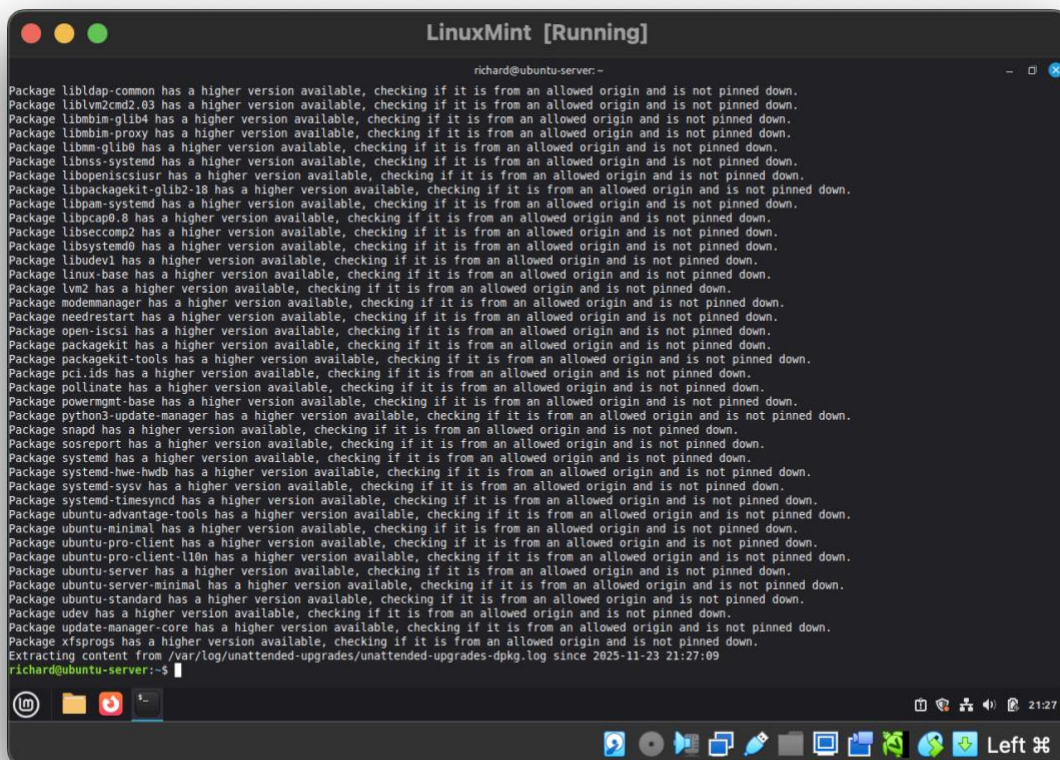 LinuxMint [Running]
richard@ubuntu-server: ~
Package libldap-common has a higher version available, checking if it is from an allowed origin and is not pinned down.
Package liblvm2cmd2.03 has a higher version available, checking if it is from an allowed origin and is not pinned down.
Package libmbim-glib4 has a higher version available, checking if it is from an allowed origin and is not pinned down.
Package libmbim-proxy has a higher version available, checking if it is from an allowed origin and is not pinned down.
Package libmm-glib0 has a higher version available, checking if it is from an allowed origin and is not pinned down.
Package libnss-systemd has a higher version available, checking if it is from an allowed origin and is not pinned down.
Package libopeniscsiusr has a higher version available, checking if it is from an allowed origin and is not pinned down.
Package libpackagekit-glib2-18 has a higher version available, checking if it is from an allowed origin and is not pinned down.
Package libpam-systemd has a higher version available, checking if it is from an allowed origin and is not pinned down.
Package libpcap0.8 has a higher version available, checking if it is from an allowed origin and is not pinned down.
Package libseccomp2 has a higher version available, checking if it is from an allowed origin and is not pinned down.
Package libsystemd0 has a higher version available, checking if it is from an allowed origin and is not pinned down.
Package libudev1 has a higher version available, checking if it is from an allowed origin and is not pinned down.
Package linux-base has a higher version available, checking if it is from an allowed origin and is not pinned down.
Package lvm2 has a higher version available, checking if it is from an allowed origin and is not pinned down.
Package modemmanager has a higher version available, checking if it is from an allowed origin and is not pinned down.
Package needrestart has a higher version available, checking if it is from an allowed origin and is not pinned down.
Package open-iscsi has a higher version available, checking if it is from an allowed origin and is not pinned down.
Package packagekit has a higher version available, checking if it is from an allowed origin and is not pinned down.
Package packagekit-tools has a higher version available, checking if it is from an allowed origin and is not pinned down.
Package pci.ids has a higher version available, checking if it is from an allowed origin and is not pinned down.
Package pollinate has a higher version available, checking if it is from an allowed origin and is not pinned down.
Package powermgmt-base has a higher version available, checking if it is from an allowed origin and is not pinned down.
Package python3-update-manager has a higher version available, checking if it is from an allowed origin and is not pinned down.
Package snapd has a higher version available, checking if it is from an allowed origin and is not pinned down.
Package sosreport has a higher version available, checking if it is from an allowed origin and is not pinned down.
Package systemd has a higher version available, checking if it is from an allowed origin and is not pinned down.
Package systemd-hwe-hwdb has a higher version available, checking if it is from an allowed origin and is not pinned down.
Package systemd-sysv has a higher version available, checking if it is from an allowed origin and is not pinned down.
Package systemd-timesyncd has a higher version available, checking if it is from an allowed origin and is not pinned down.
Package ubuntu-advantage-tools has a higher version available, checking if it is from an allowed origin and is not pinned down.
Package ubuntu-minimal has a higher version available, checking if it is from an allowed origin and is not pinned down.
Package ubuntu-pro-client has a higher version available, checking if it is from an allowed origin and is not pinned down.
Package ubuntu-pro-client-l10n has a higher version available, checking if it is from an allowed origin and is not pinned down.
Package ubuntu-server has a higher version available, checking if it is from an allowed origin and is not pinned down.
Package ubuntu-server-minimal has a higher version available, checking if it is from an allowed origin and is not pinned down.
Package ubuntu-standard has a higher version available, checking if it is from an allowed origin and is not pinned down.
Package udev has a higher version available, checking if it is from an allowed origin and is not pinned down.
Package update-manager-core has a higher version available, checking if it is from an allowed origin and is not pinned down.
Package xfsprogs has a higher version available, checking if it is from an allowed origin and is not pinned down.
Extracting content from /var/log/unattended-upgrades/unattended-upgrades-dpkg.log since 2025-11-23 21:27:09
richard@ubuntu-server:~$
21:27
Left ⌘